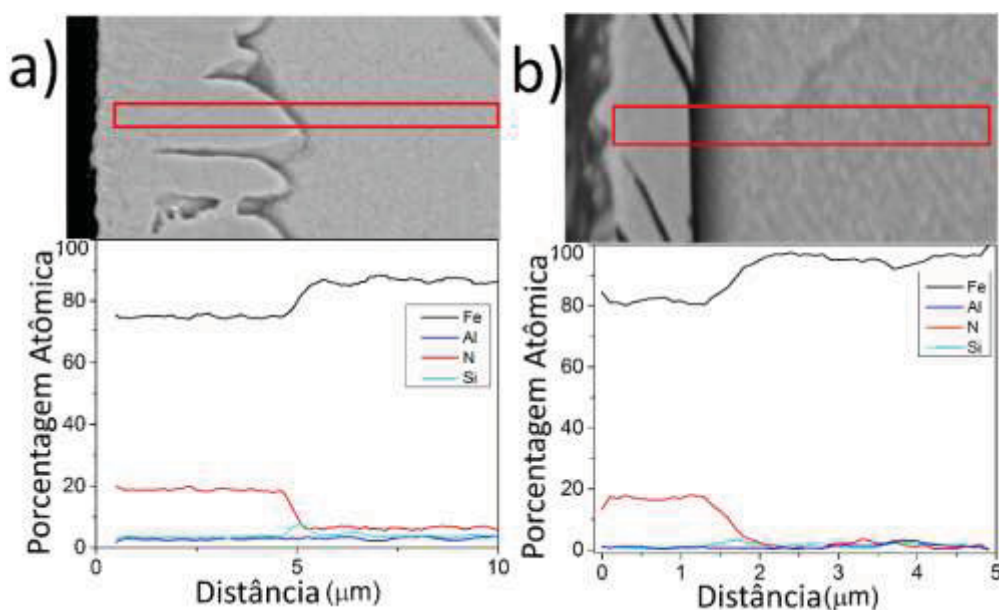 a)
Porcentagem Atômica
100
80
60
40
20
0
Fe
Al
N
Si
0
5
10
Distância (μm)
b)
Porcentagem Atômica
100
80
60
40
20
0
Fe
Al
N
Si
0
1
2
3
4
5
Distância (μm)